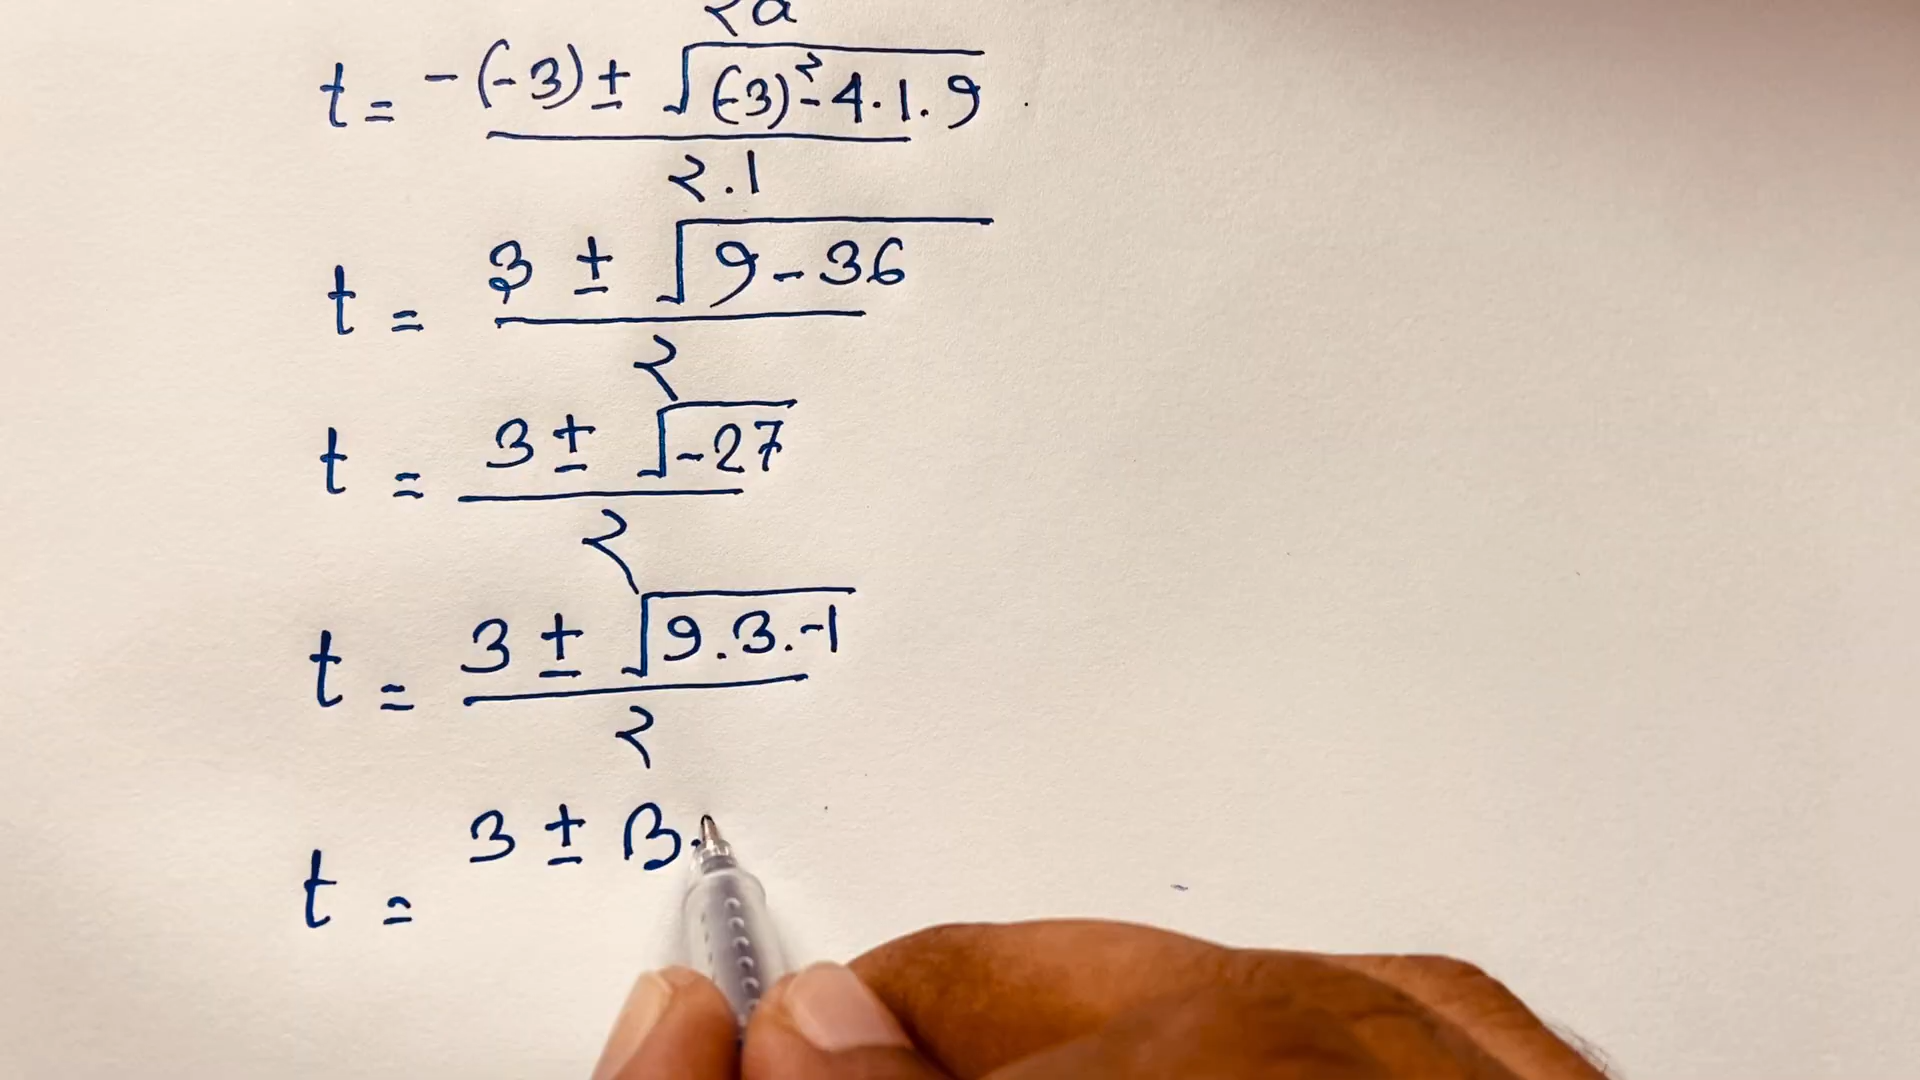 2a
t = -(-3) ± √(-3)² - 4.1.9
2.1
t = 3 ± √9 - 36
2
t = 3 ± √-27
2
t = 3 ± √9.3.-1
2
t = 3 ± 3.